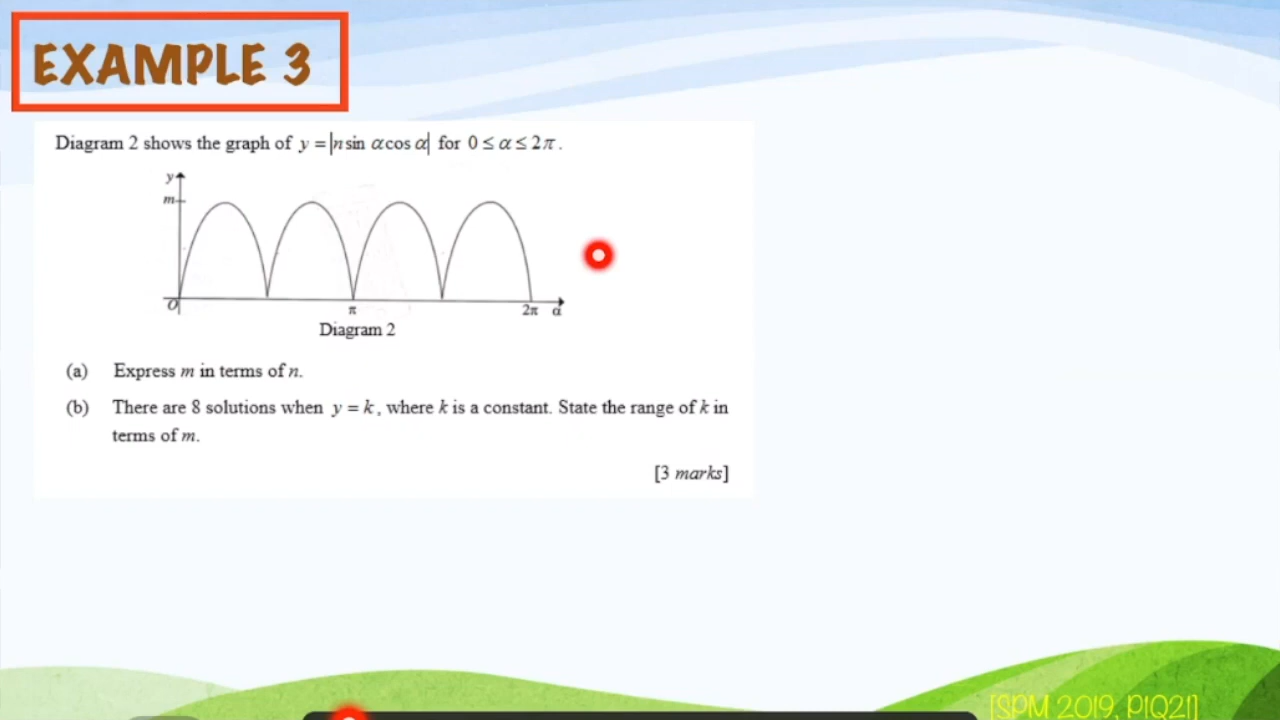 EXAMPLE 3
Diagram 2 shows the graph of y = |n sin α cos α| for 0 ≤ α ≤ 2π.
y
m
O
π
2π α
Diagram 2
(a) Express m in terms of n.
(b) There are 8 solutions when y = k, where k is a constant. State the range of k in
terms of m.
[3 marks]
[SPM 2019, P1Q21]